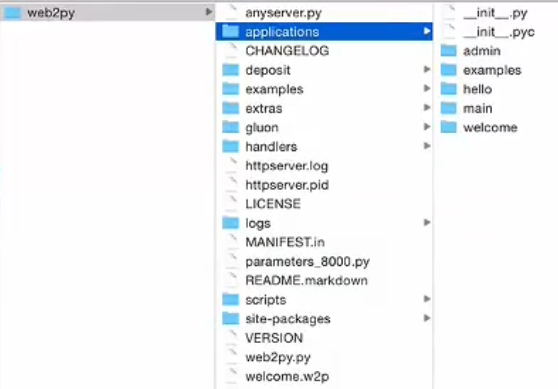 web2py
anyserver.py
applications
CHANGELOG
deposit
examples
extras
gluon
handlers
httpserver.log
httpserver.pid
LICENSE
logs
MANIFEST.in
parameters_8000.py
README.markdown
scripts
site-packages
VERSION
web2py.py
welcome.w2p
__init__.py
__init__.pyc
admin
examples
hello
main
welcome